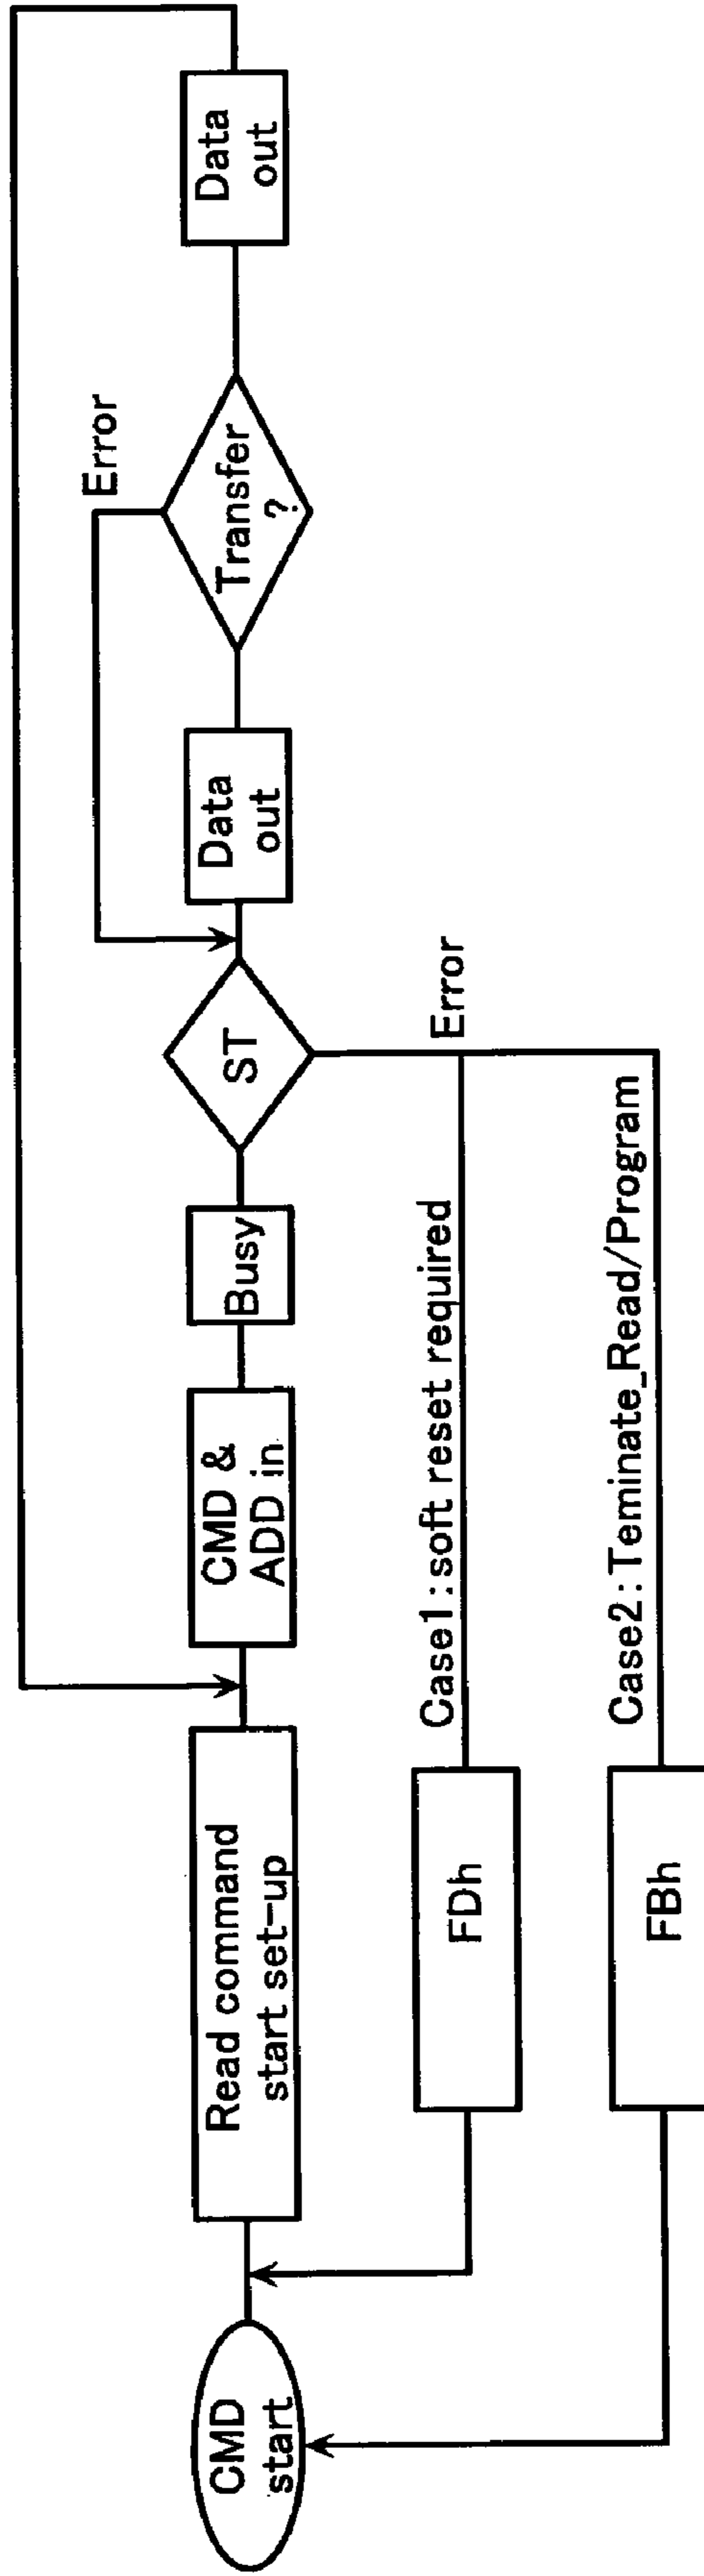 CMD
start
Read command
start set-up
CMD &
ADD in
Busy
ST
Data
out
Transfer
?
Data
out
Error
Error
Case1:soft reset required
FDh
Case2:Teminate_Read/Program
FBh